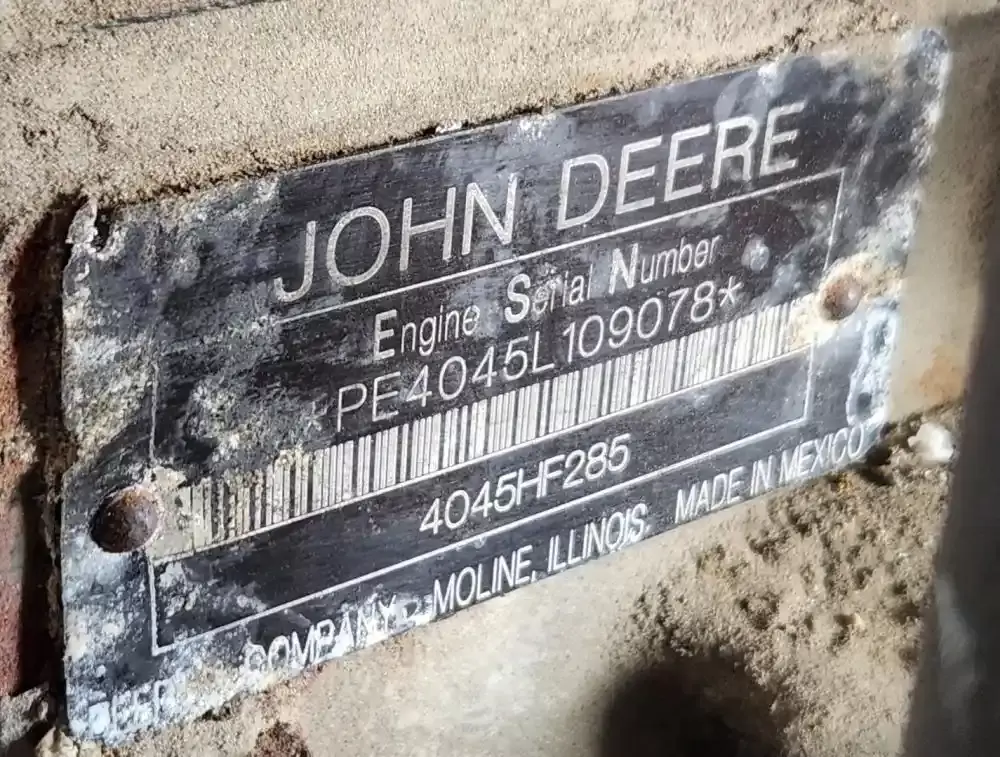 JOHN DEERE
Engine Serial Number
*PE4045L109078*
4045HF285
COMPANY MOLINE, ILLINOIS. MADE IN MEXICO